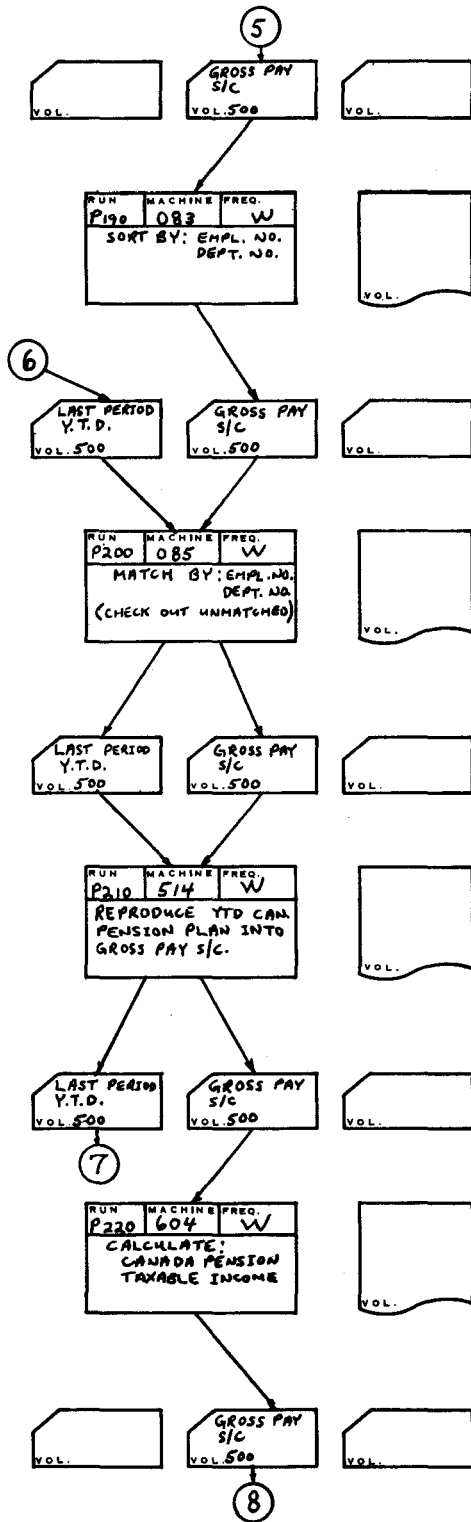 5
VOL.
GROSS PAY
S/C
VOL. 500
VOL.
RUN MACHINE FREQ.
P190 083 W
SORT BY: EMPL. NO.
DEPT. NO.
VOL.
6
LAST PERIOD
Y.T.D.
VOL. 500
GROSS PAY
S/C
VOL. 500
VOL.
RUN MACHINE FREQ.
P200 085 W
MATCH BY: EMPL. NO.
DEPT. NO.
(CHECK OUT UNMATCHED)
VOL.
LAST PERIOD
Y.T.D.
VOL. 500
GROSS PAY
S/C
VOL. 500
VOL.
RUN MACHINE FREQ.
P210 514 W
REPRODUCE YTD CAN.
PENSION PLAN INTO
GROSS PAY S/C.
VOL.
LAST PERIOD
Y.T.D.
VOL. 500
GROSS PAY
S/C
VOL. 500
VOL.
7
RUN MACHINE FREQ.
P220 604 W
CALCULATE:
CANADA PENSION
TAXABLE INCOME
VOL.
VOL.
GROSS PAY
S/C
VOL. 500
VOL.
8